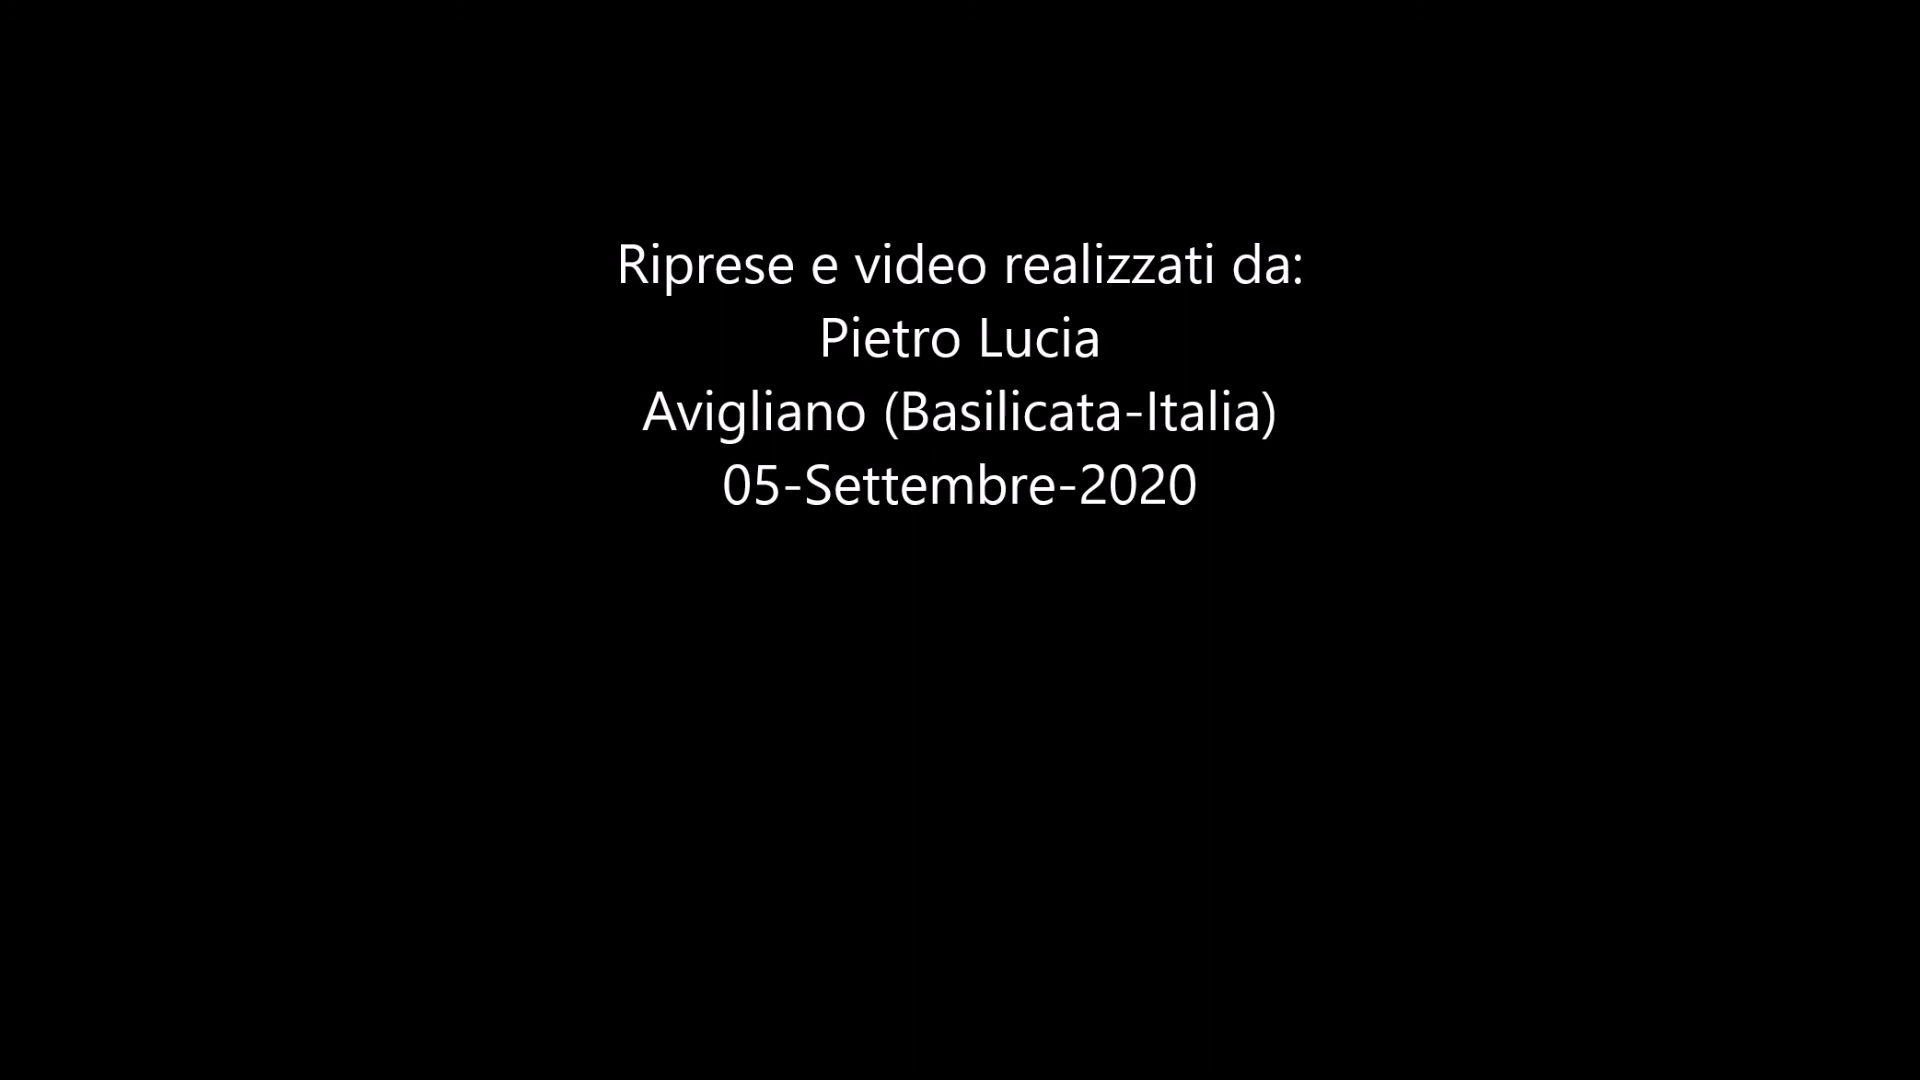 Riprese e video realizzati da:
Pietro Lucia
Avigliano (Basilicata-Italia)
05-Settembre-2020